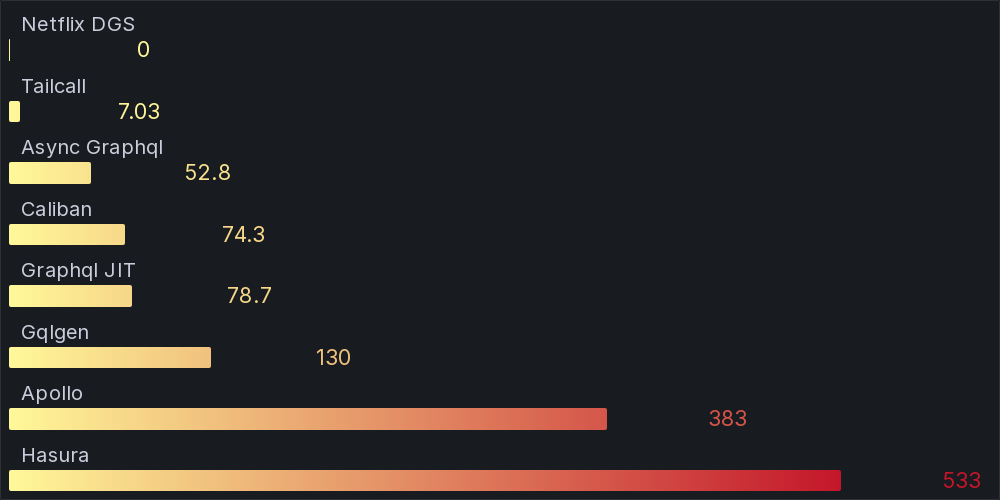 Netflix DGS
0
Tailcall
7.03
Async Graphql
52.8
Caliban
74.3
Graphql JIT
78.7
Gqlgen
130
Apollo
383
Hasura
533